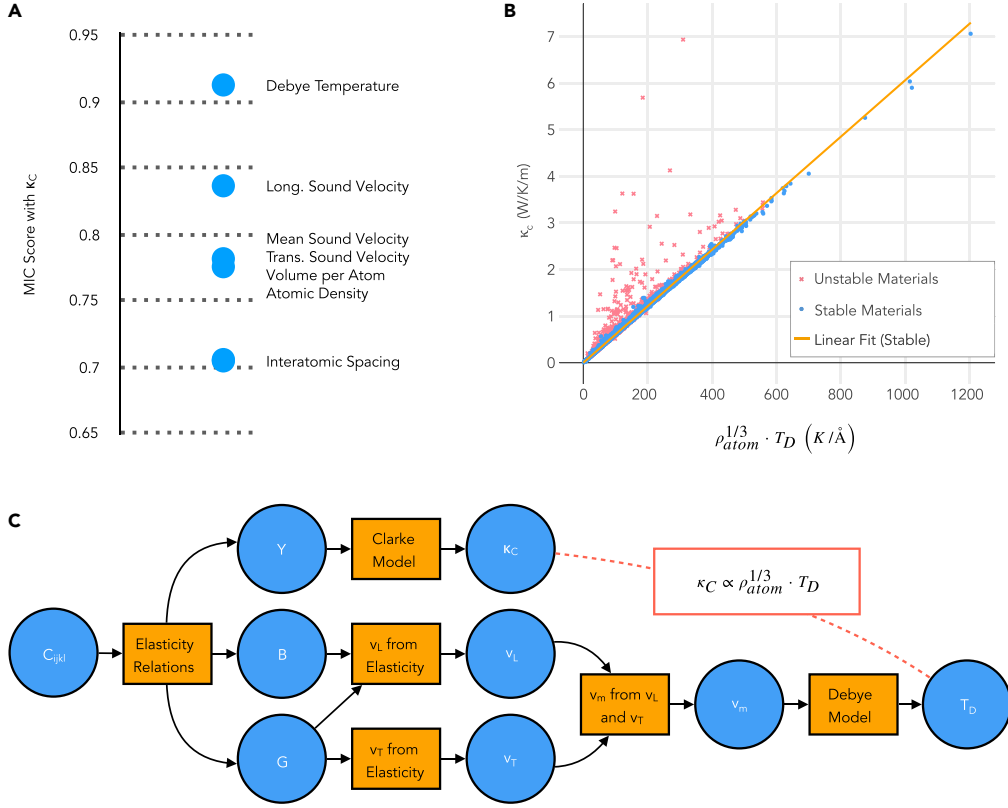 A
MIC Score with κC
0.95
0.9
0.85
0.8
0.75
0.7
0.65
Debye Temperature
Long. Sound Velocity
Mean Sound Velocity
Trans. Sound Velocity
Volume per Atom
Atomic Density
Interatomic Spacing
B
κc (W/K/m)
7
6
5
4
3
2
1
0
0
200
400
600
800
1000
1200
Unstable Materials
Stable Materials
Linear Fit (Stable)
ρatom^1/3 · TD (K/Å)
C
Cijkl
Elasticity
Relations
Y
Clarke
Model
κC
κC ∝ ρatom^1/3 · TD
B
vL from
Elasticity
vL
G
vT from
Elasticity
vT
vm from vL
and vT
vm
Debye
Model
TD